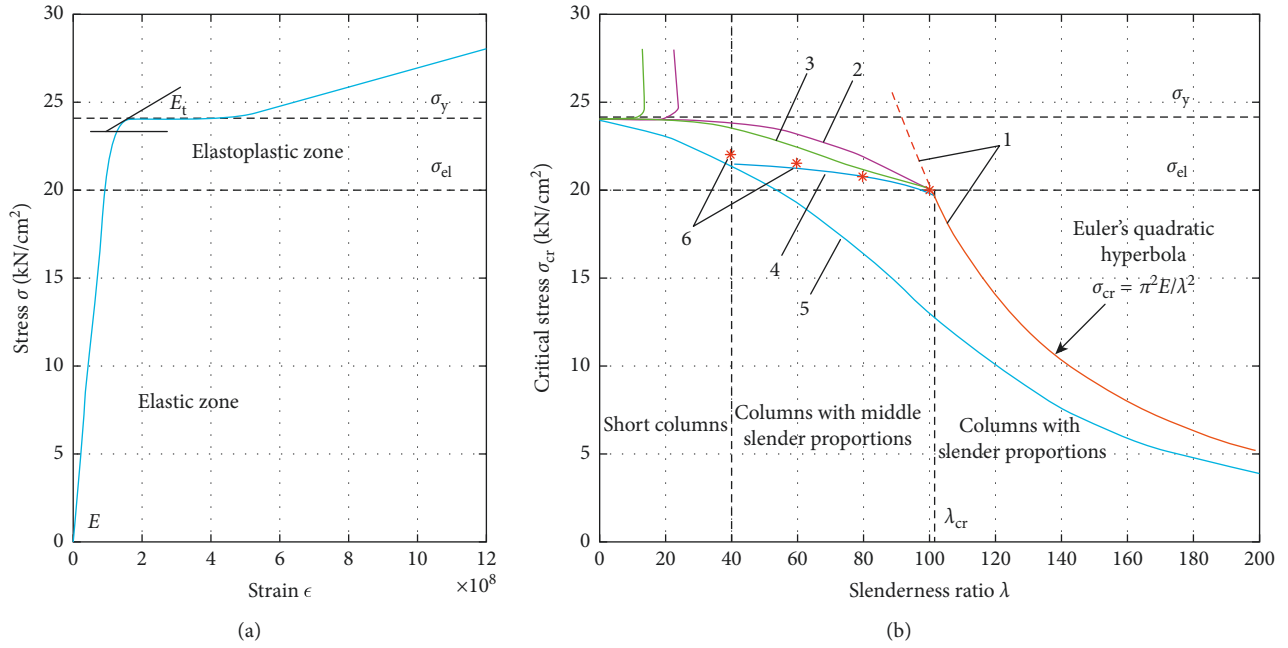 30
25
20
15
10
5
0
Stress σ (kN/cm²)
E_t
σ_y
Elastoplastic zone
σ_el
Elastic zone
E
0
2
4
6
8
10
12
×10⁸
Strain ϵ
(a)
30
25
20
15
10
5
0
Critical stress σ_cr (kN/cm²)
3
2
σ_y
1
σ_el
6
4
5
Euler's quadratic
hyperbola
σ_cr = π²E/λ²
Short columns
Columns with middle
slender proportions
Columns with
slender proportions
λ_cr
0
20
40
60
80
100
120
140
160
180
200
Slenderness ratio λ
(b)